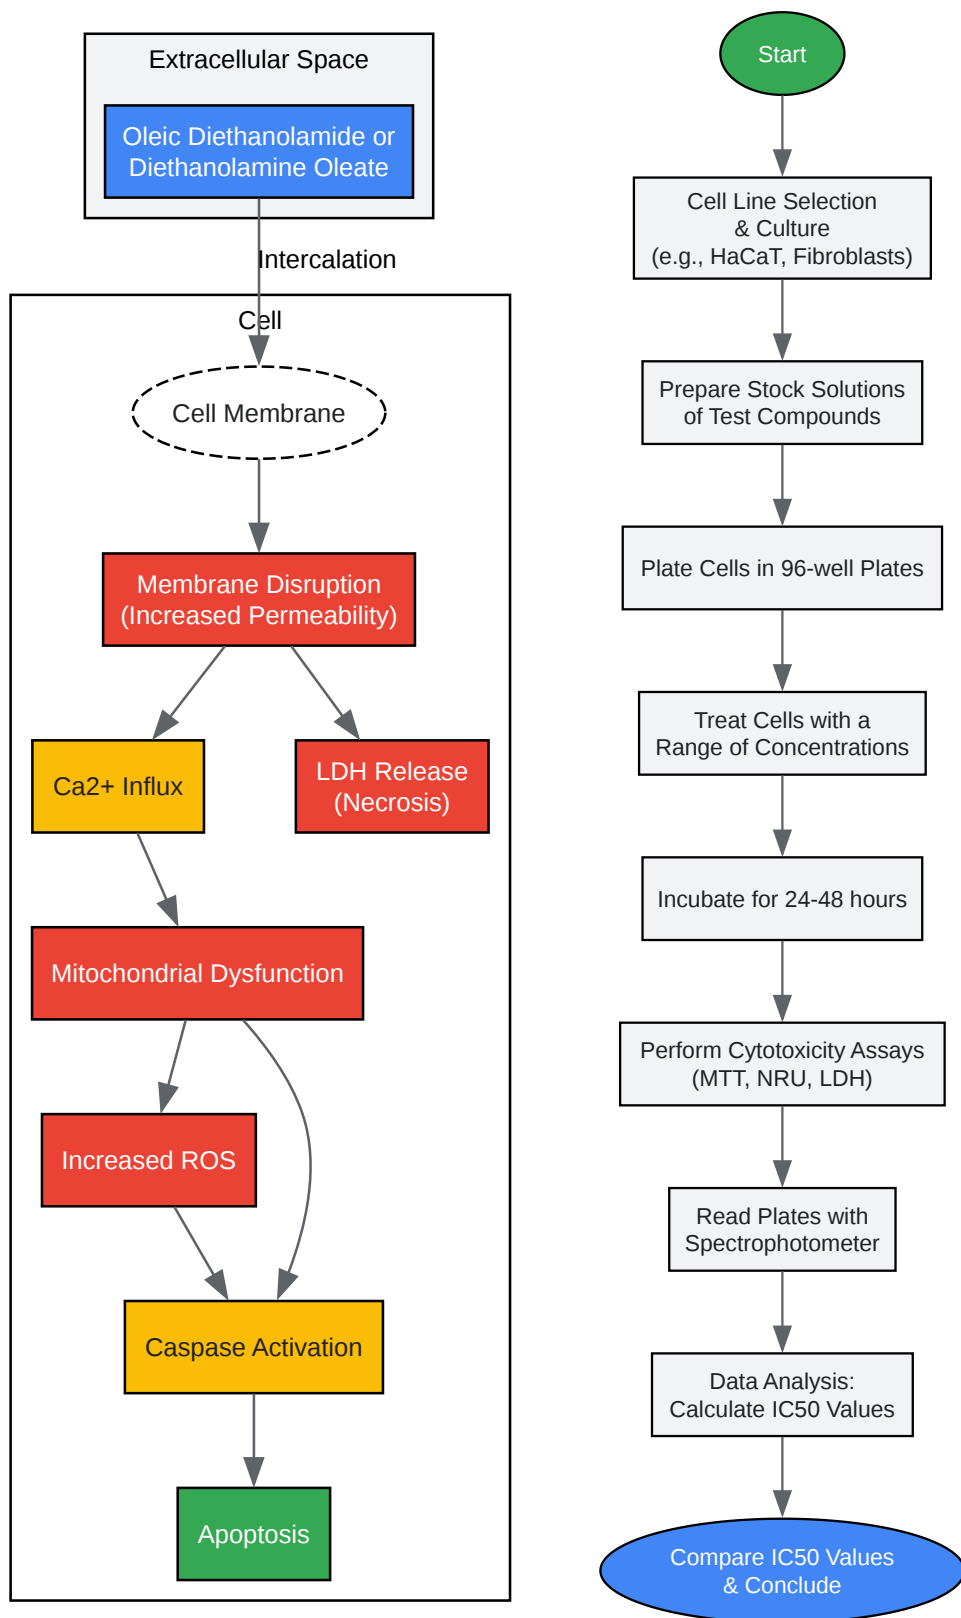 Extracellular Space
Oleic Diethanolamide or
Diethanolamine Oleate
Intercalation
Cell
Cell Membrane
Membrane Disruption
(Increased Permeability)
Ca2+ Influx
LDH Release
(Necrosis)
Mitochondrial Dysfunction
Increased ROS
Caspase Activation
Apoptosis
Start
Cell Line Selection
& Culture
(e.g., HaCaT, Fibroblasts)
Prepare Stock Solutions
of Test Compounds
Plate Cells in 96-well Plates
Treat Cells with a
Range of Concentrations
Incubate for 24-48 hours
Perform Cytotoxicity Assays
(MTT, NRU, LDH)
Read Plates with
Spectrophotometer
Data Analysis:
Calculate IC50 Values
Compare IC50 Values
& Conclude